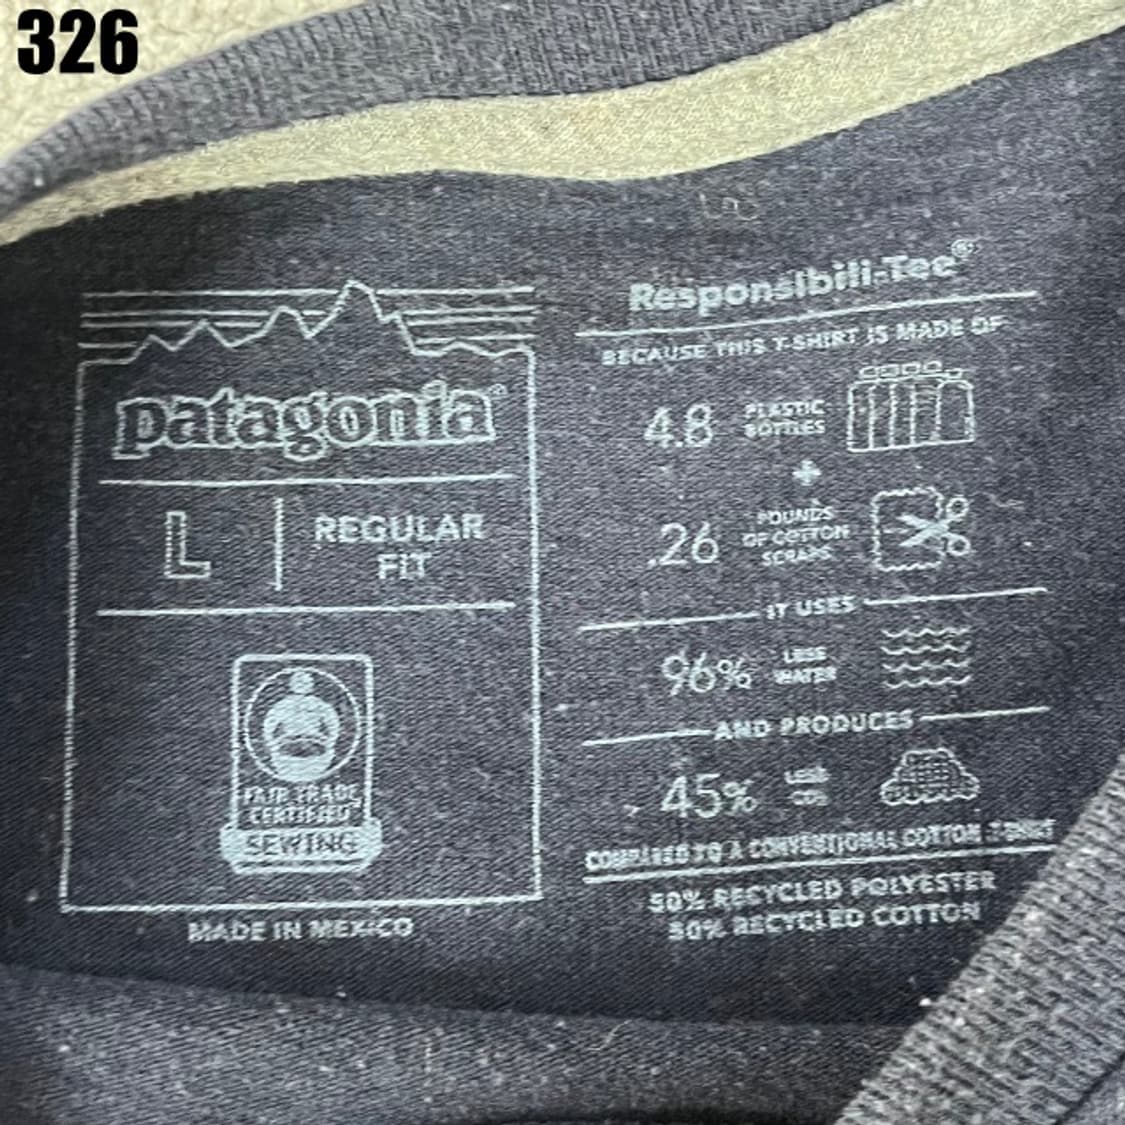 326
patagonia®
L
REGULAR
FIT
FAIR TRADE
CERTIFIED
SEWING
MADE IN MEXICO
Responsibili-Tee®
BECAUSE THIS T-SHIRT IS MADE OF
4.8
PLASTIC
BOTTLES
+
.26
POUNDS
OF COTTON
SCRAPS
IT USES
96%
LESS
WATER
AND PRODUCES
45%
LESS
CO2
COMPARED TO A CONVENTIONAL COTTON T-SHIRT
50% RECYCLED POLYESTER
50% RECYCLED COTTON